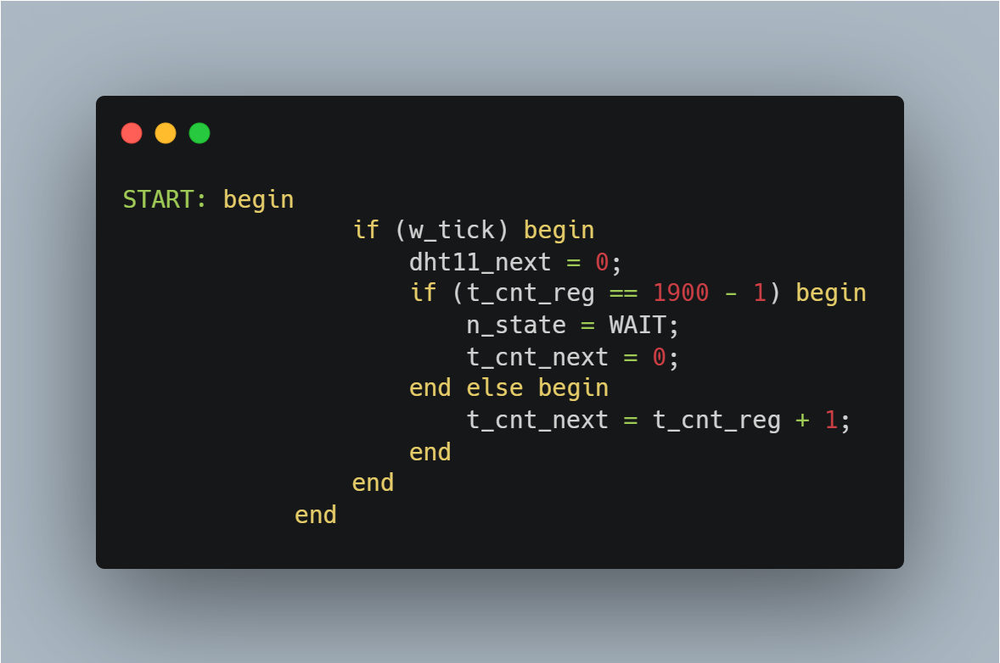 START: begin
                if (w_tick) begin
                    dht11_next = 0;
                    if (t_cnt_reg == 1900 - 1) begin
                        n_state = WAIT;
                        t_cnt_next = 0;
                    end else begin
                        t_cnt_next = t_cnt_reg + 1;
                    end
                end
            end